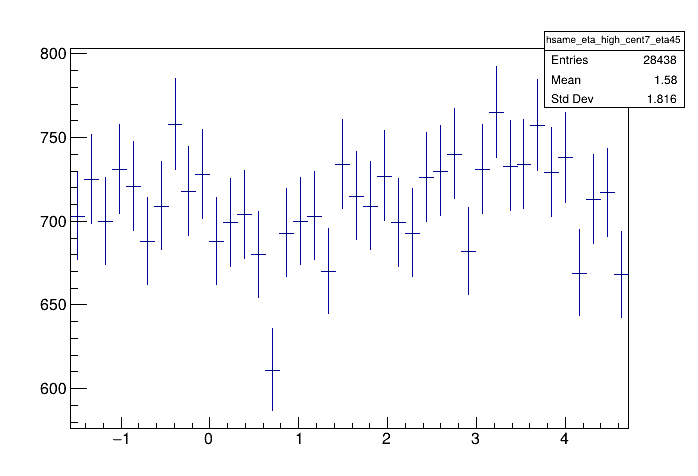 hsame_eta_high_cent7_eta45
Entries 28438
Mean 1.58
Std Dev 1.816
800
750
700
650
600
−1 0 1 2 3 4